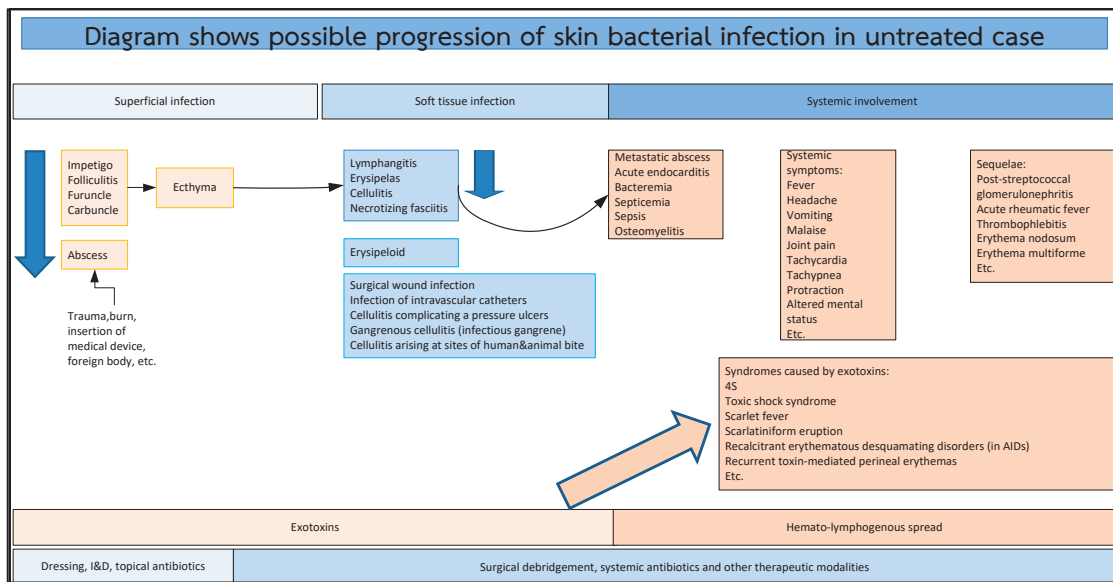 Diagram shows possible progression of skin bacterial infection in untreated case
Superficial infection
Soft tissue infection
Systemic involvement
Impetigo
Folliculitis
Furuncle
Carbuncle
Ecthyma
Abscess
Trauma,burn,
insertion of
medical device,
foreign body, etc.
Lymphangitis
Erysipelas
Cellulitis
Necrotizing fasciitis
Erysipeloid
Surgical wound infection
Infection of intravascular catheters
Cellulitis complicating a pressure ulcers
Gangrenous cellulitis (infectious gangrene)
Cellulitis arising at sites of human&animal bite
Metastatic abscess
Acute endocarditis
Bacteremia
Septicemia
Sepsis
Osteomyelitis
Systemic
symptoms:
Fever
Headache
Vomiting
Malaise
Joint pain
Tachycardia
Tachypnea
Protraction
Altered mental
status
Etc.
Sequelae:
Post-streptococcal
glomerulonephritis
Acute rheumatic fever
Thrombophlebitis
Erythema nodosum
Erythema multiforme
Etc.
Syndromes caused by exotoxins:
4S
Toxic shock syndrome
Scarlet fever
Scarlatiniform eruption
Recalcitrant erythematous desquamating disorders (in AIDs)
Recurrent toxin-mediated perineal erythemas
Etc.
Exotoxins
Hemato-lymphogenous spread
Dressing, I&D, topical antibiotics
Surgical debridgement, systemic antibiotics and other therapeutic modalities